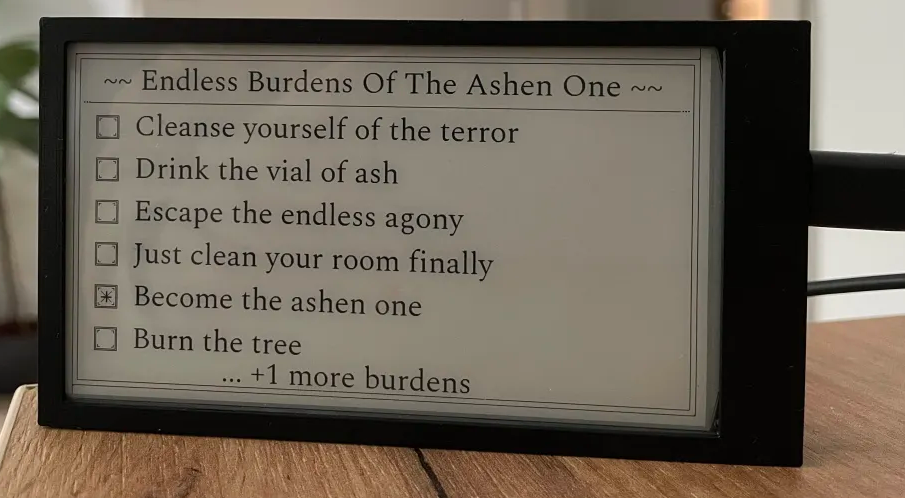 ~~ Endless Burdens Of The Ashen One ~~
Cleanse yourself of the terror
Drink the vial of ash
Escape the endless agony
Just clean your room finally
Become the ashen one
Burn the tree
... +1 more burdens